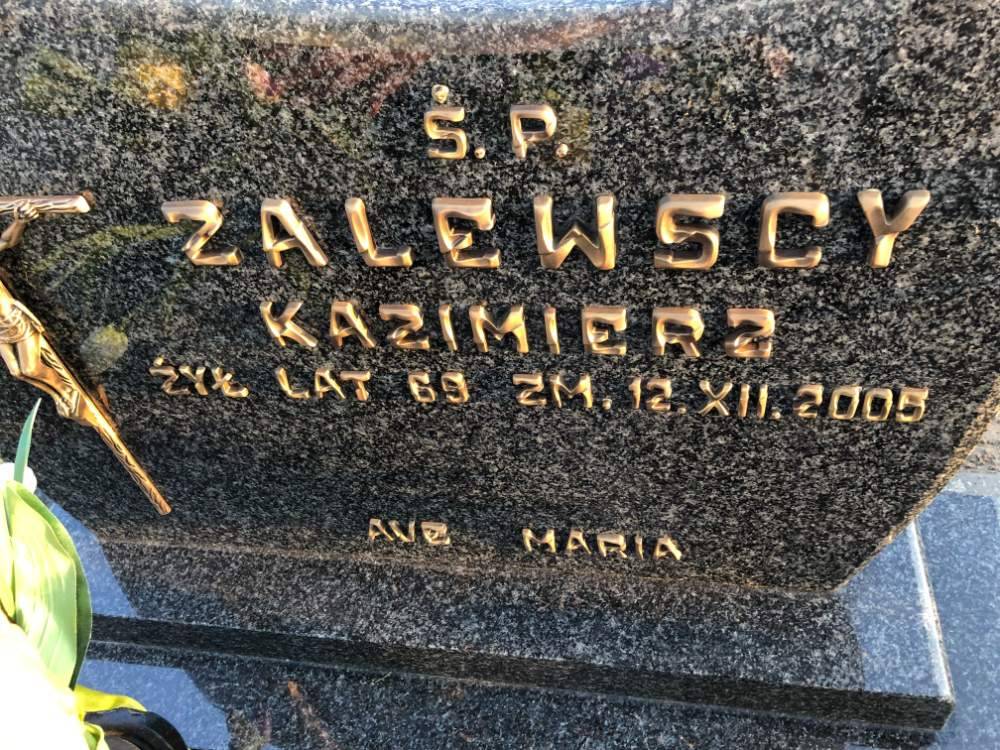 Ś. P.
ZALEWSCY
KAZIMIERZ
ŻYŁ LAT 69 ZM. 12. XII. 2005
AVE MARIA